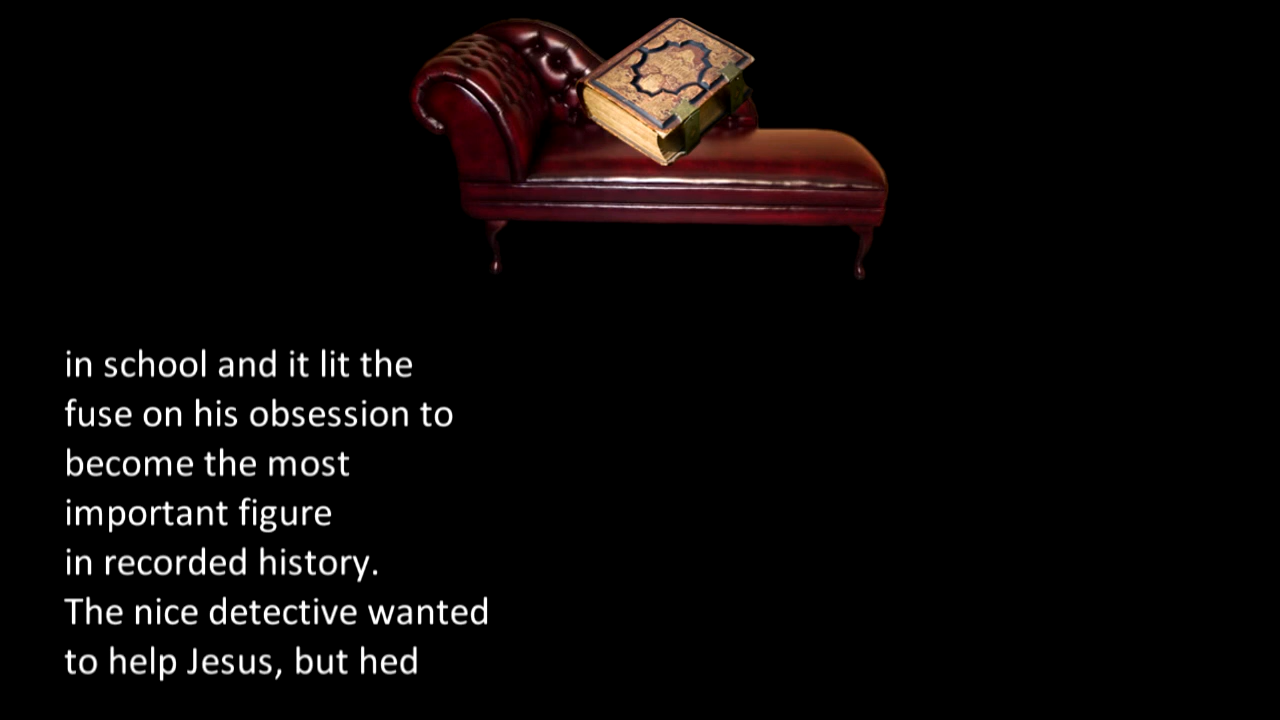 in school and it lit the
fuse on his obsession to
become the most
important figure
in recorded history.
The nice detective wanted
to help Jesus, but hed